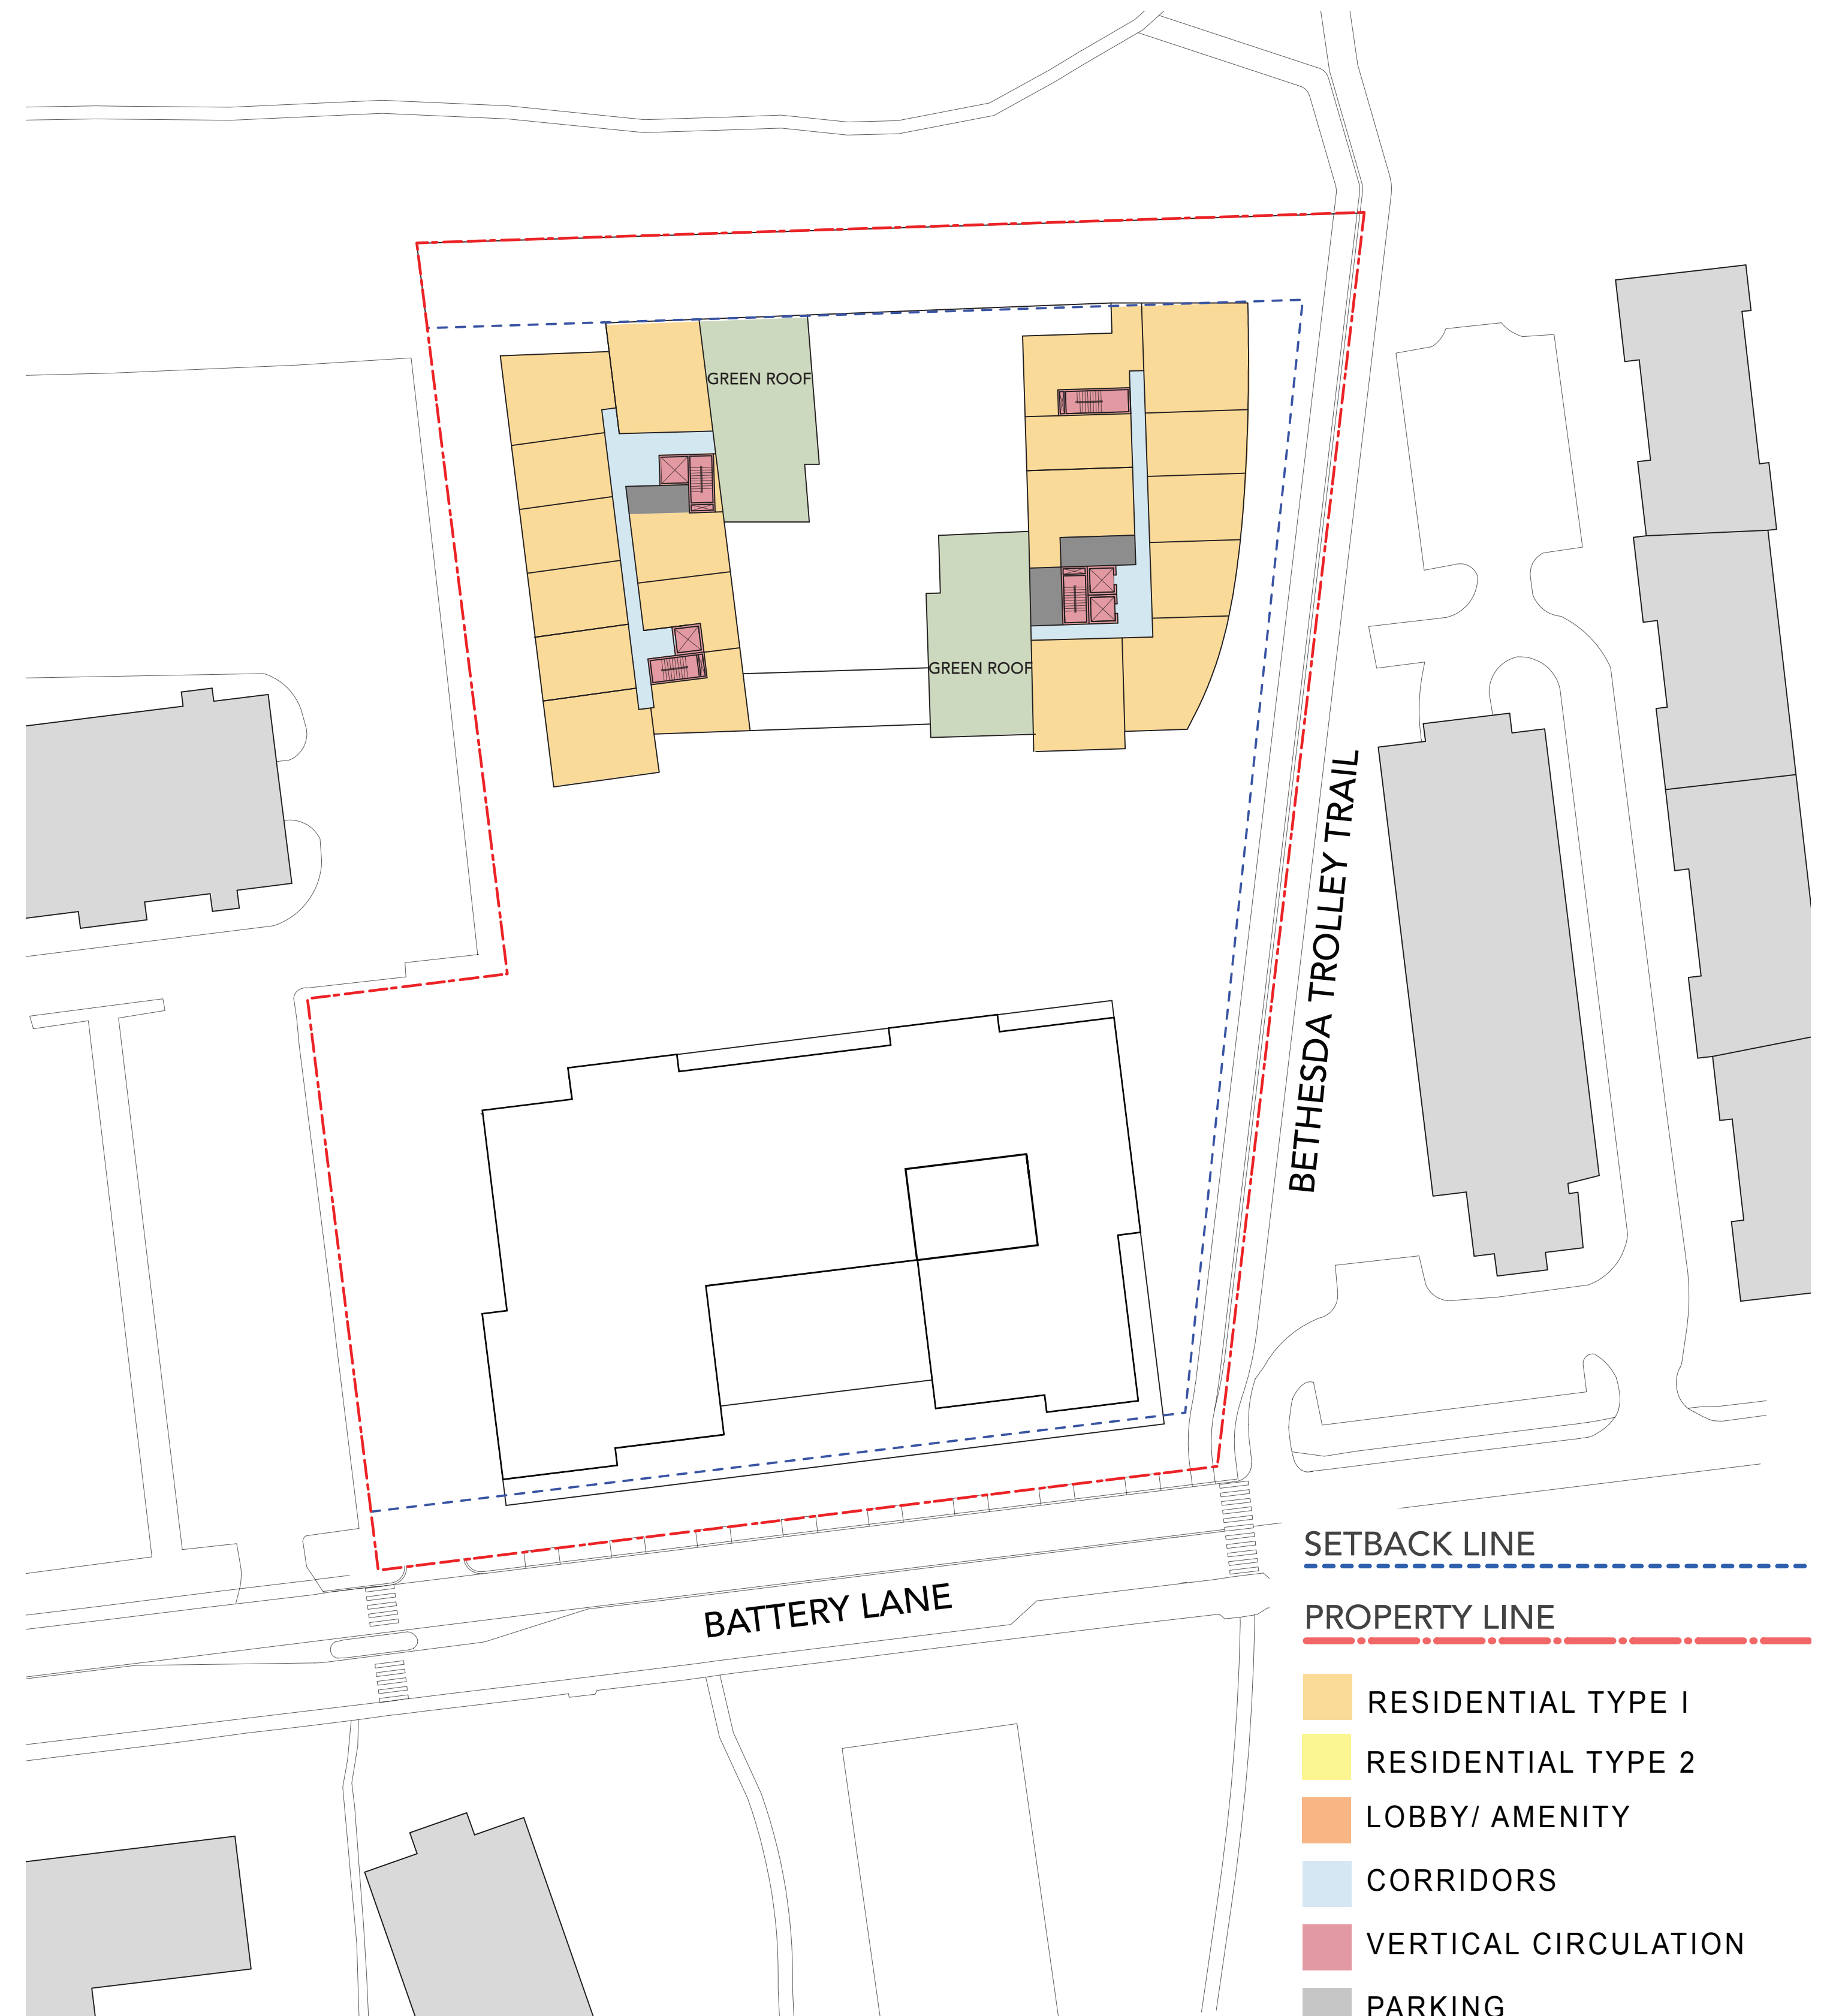 GREEN ROOF
GREEN ROOF
BETHESDA TROLLEY TRAIL
BATTERY LANE
SETBACK LINE
PROPERTY LINE
RESIDENTIAL TYPE I
RESIDENTIAL TYPE 2
LOBBY/ AMENITY
CORRIDORS
VERTICAL CIRCULATION
PARKING